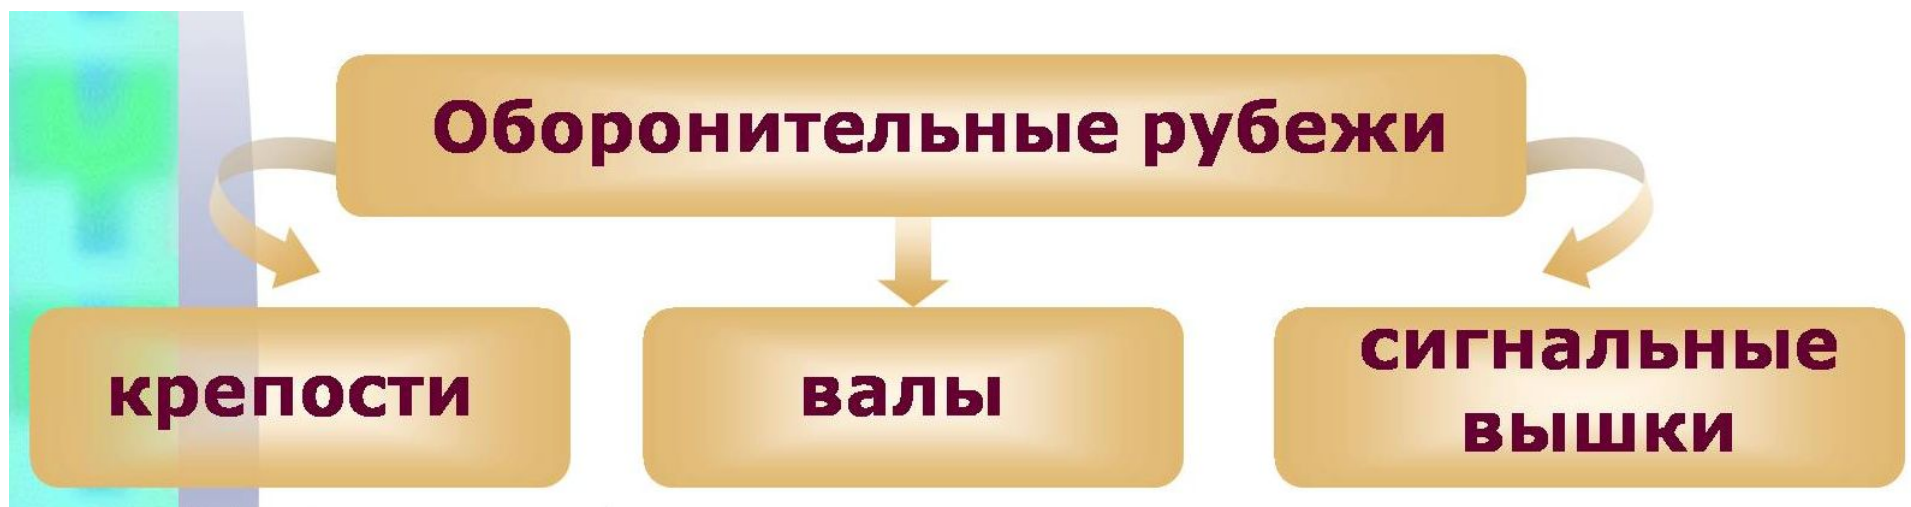 Оборонительные рубежи
крепости
валы
сигнальные
вышки